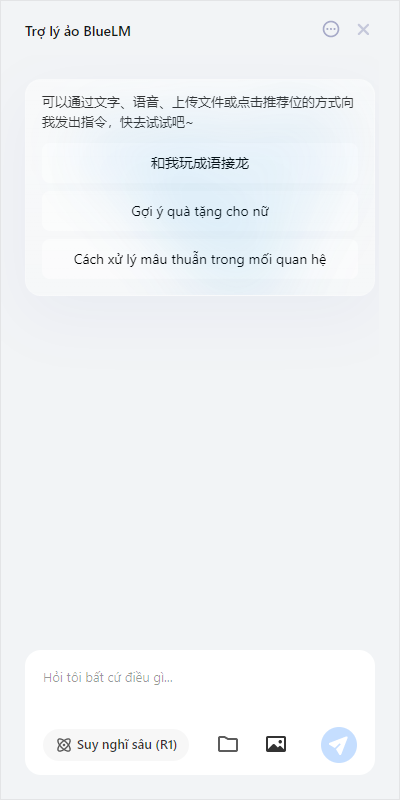 Trợ lý ảo BlueLM
可以通过文字、语音、上传文件或点击推荐位的方式向
我发出指令，快去试试吧~
和我玩成语接龙
Gợi ý quà tặng cho nữ
Cách xử lý mâu thuẫn trong mối quan hệ
Hỏi tôi bất cứ điều gì...
Suy nghĩ sâu (R1)